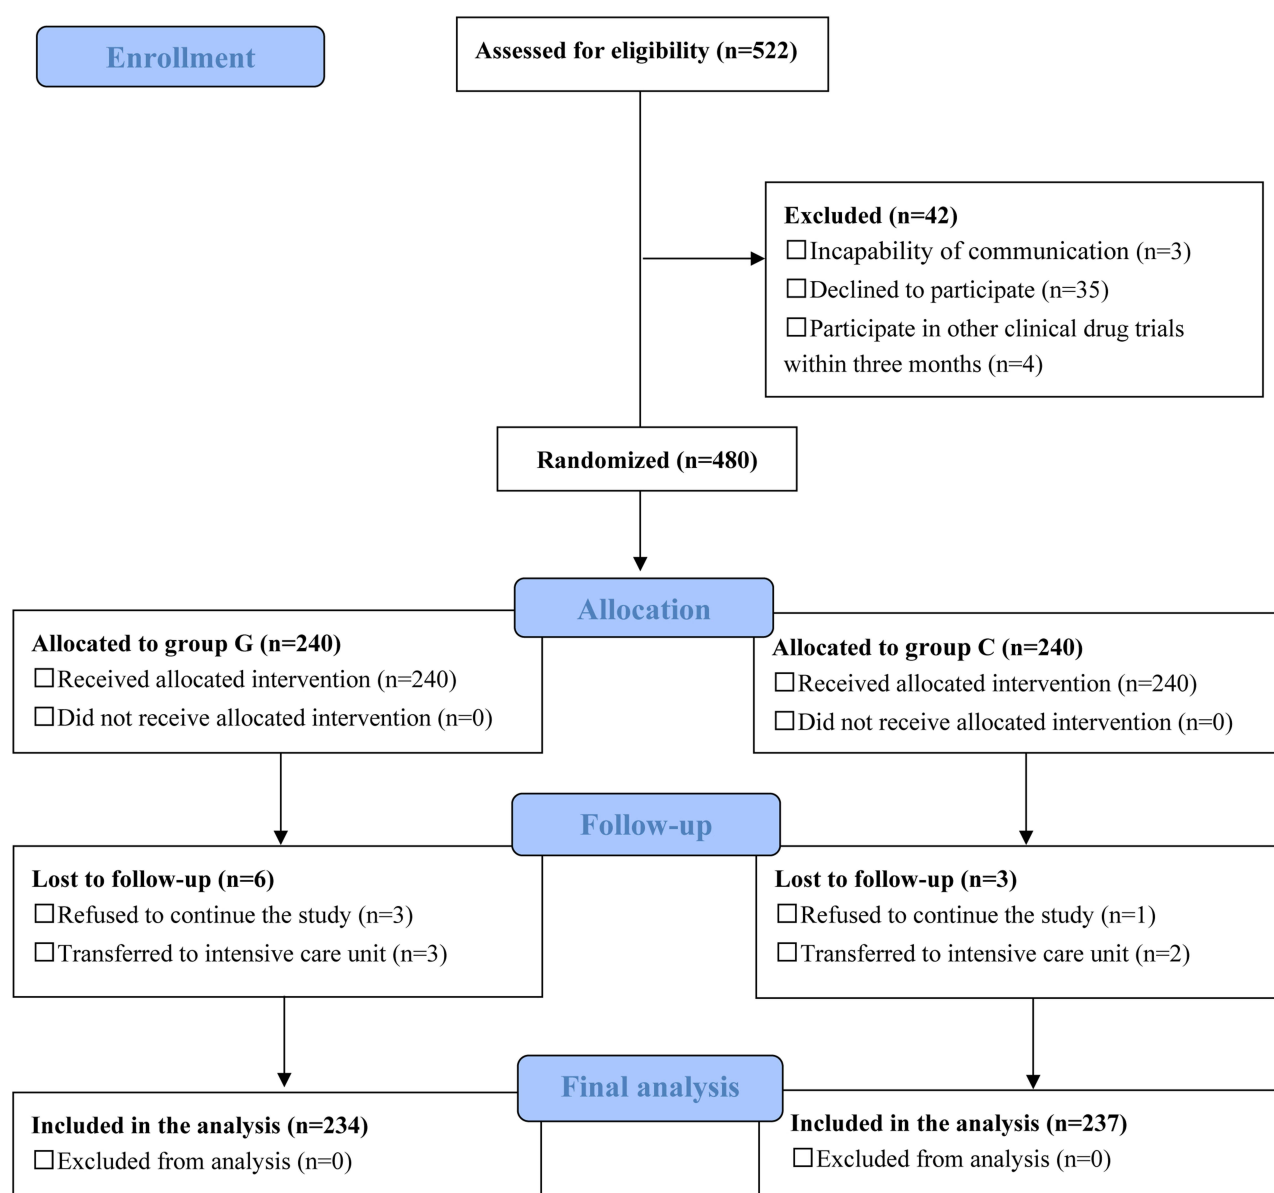 Enrollment
Assessed for eligibility (n=522)
Excluded (n=42)
Incapability of communication (n=3)
Declined to participate (n=35)
Participate in other clinical drug trials
within three months (n=4)
Randomized (n=480)
Allocation
Allocated to group G (n=240)
Received allocated intervention (n=240)
Did not receive allocated intervention (n=0)
Allocated to group C (n=240)
Received allocated intervention (n=240)
Did not receive allocated intervention (n=0)
Follow-up
Lost to follow-up (n=6)
Refused to continue the study (n=3)
Transferred to intensive care unit (n=3)
Lost to follow-up (n=3)
Refused to continue the study (n=1)
Transferred to intensive care unit (n=2)
Final analysis
Included in the analysis (n=234)
Excluded from analysis (n=0)
Included in the analysis (n=237)
Excluded from analysis (n=0)